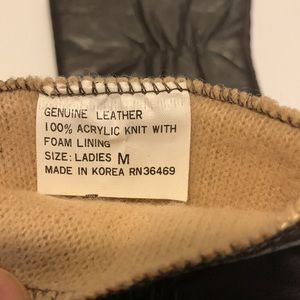 GENUINE LEATHER
100% ACRYLIC KNIT WITH
FOAM LINING
SIZE: LADIES M
MADE IN KOREA RN36469